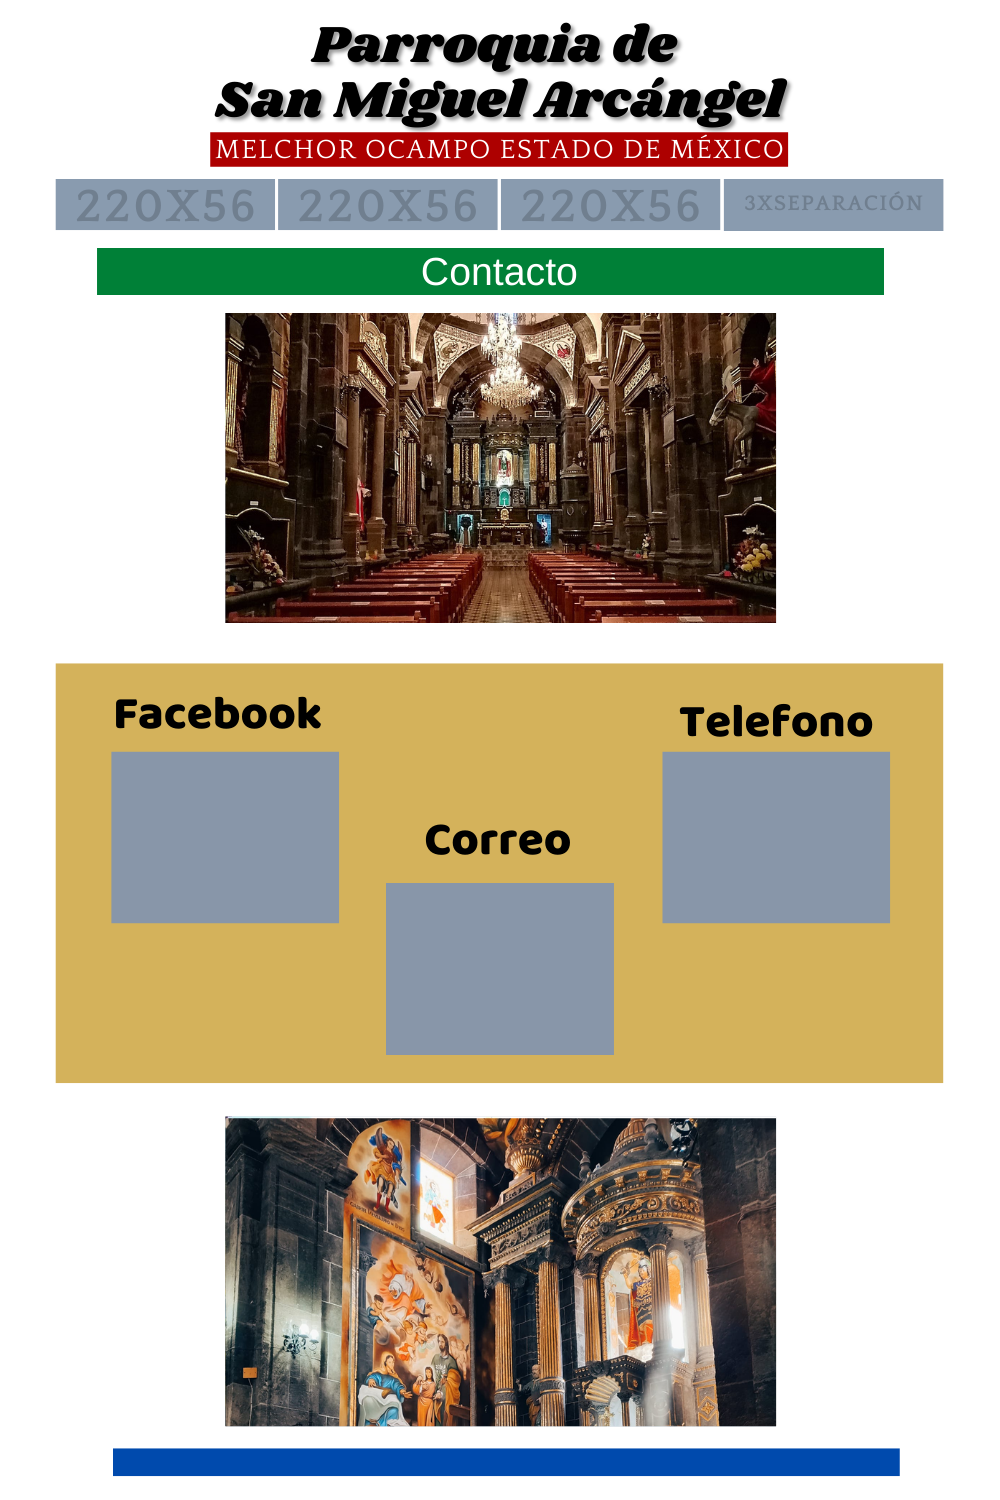 Parroquia de
San Miguel Arcángel
MELCHOR OCAMPO ESTADO DE MÉXICO
220X56 220X56 220X56 3XSEPARACIÓN
Contacto
Facebook
Telefono
Correo